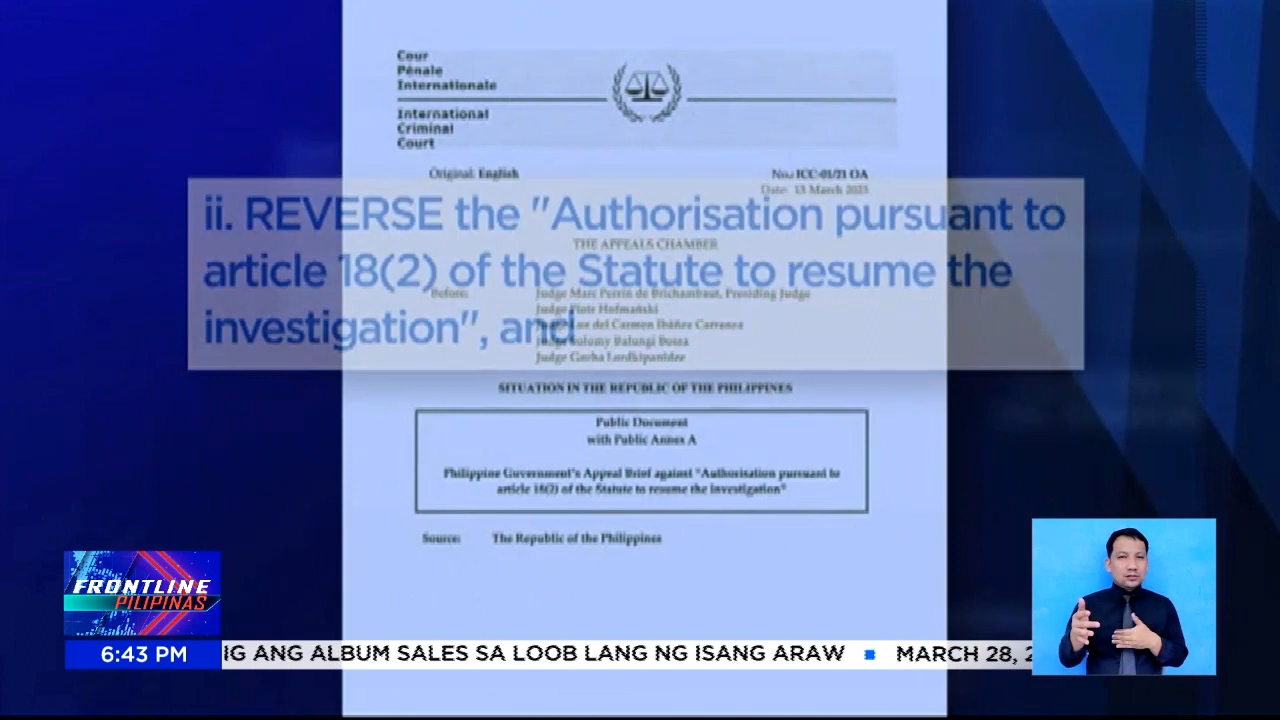 Cour
Pénale
Internationale
International
Criminal
Court
Original: English
No.: ICC-01/21 OA
Date: 13 March 2023
ii. REVERSE the "Authorisation pursuant to
article 18(2) of the Statute to resume the
investigation", and
THE APPEALS CHAMBER
Before:
Judge Marc Perrin de Brichambaut, Presiding Judge
Judge Piotr Hofmański
Judge Luz del Carmen Ibáñez Carranza
Judge Solomy Balungi Bossa
Judge Gocha Lordkipanidze
SITUATION IN THE REPUBLIC OF THE PHILIPPINES
Public Document
with Public Annex A
Philippine Government's Appeal Brief against "Authorisation pursuant to
article 18(2) of the Statute to resume the investigation"
Source: The Republic of the Philippines
FRONTLINE
PILIPINAS
6:43 PM
IG ANG ALBUM SALES SA LOOB LANG NG ISANG ARAW MARCH 28, 2